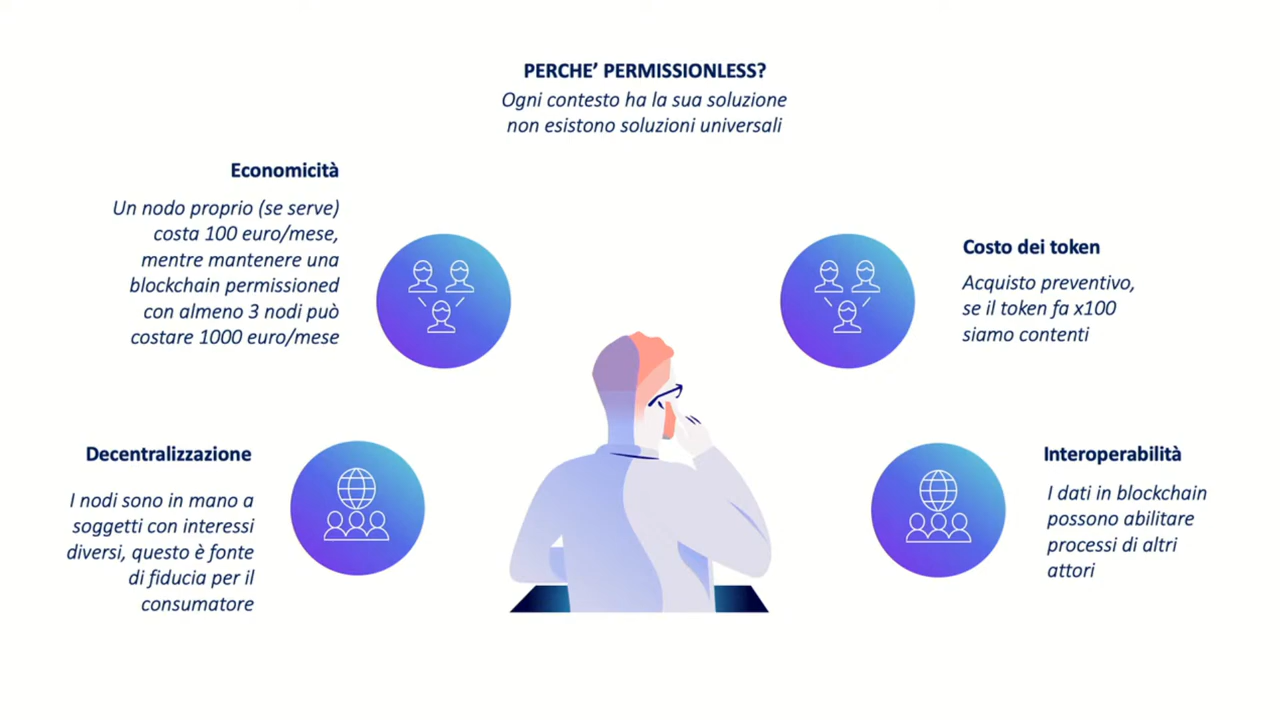 PERCHE’ PERMISSIONLESS?
Ogni contesto ha la sua soluzione
non esistono soluzioni universali
Economicità
Un nodo proprio (se serve)
costa 100 euro/mese,
mentre mantenere una
blockchain permissioned
con almeno 3 nodi può
costare 1000 euro/mese
Costo dei token
Acquisto preventivo,
se il token fa x100
siamo contenti
Decentralizzazione
I nodi sono in mano a
soggetti con interessi
diversi, questo è fonte
di fiducia per il
consumatore
Interoperabilità
I dati in blockchain
possono abilitare
processi di altri
attori